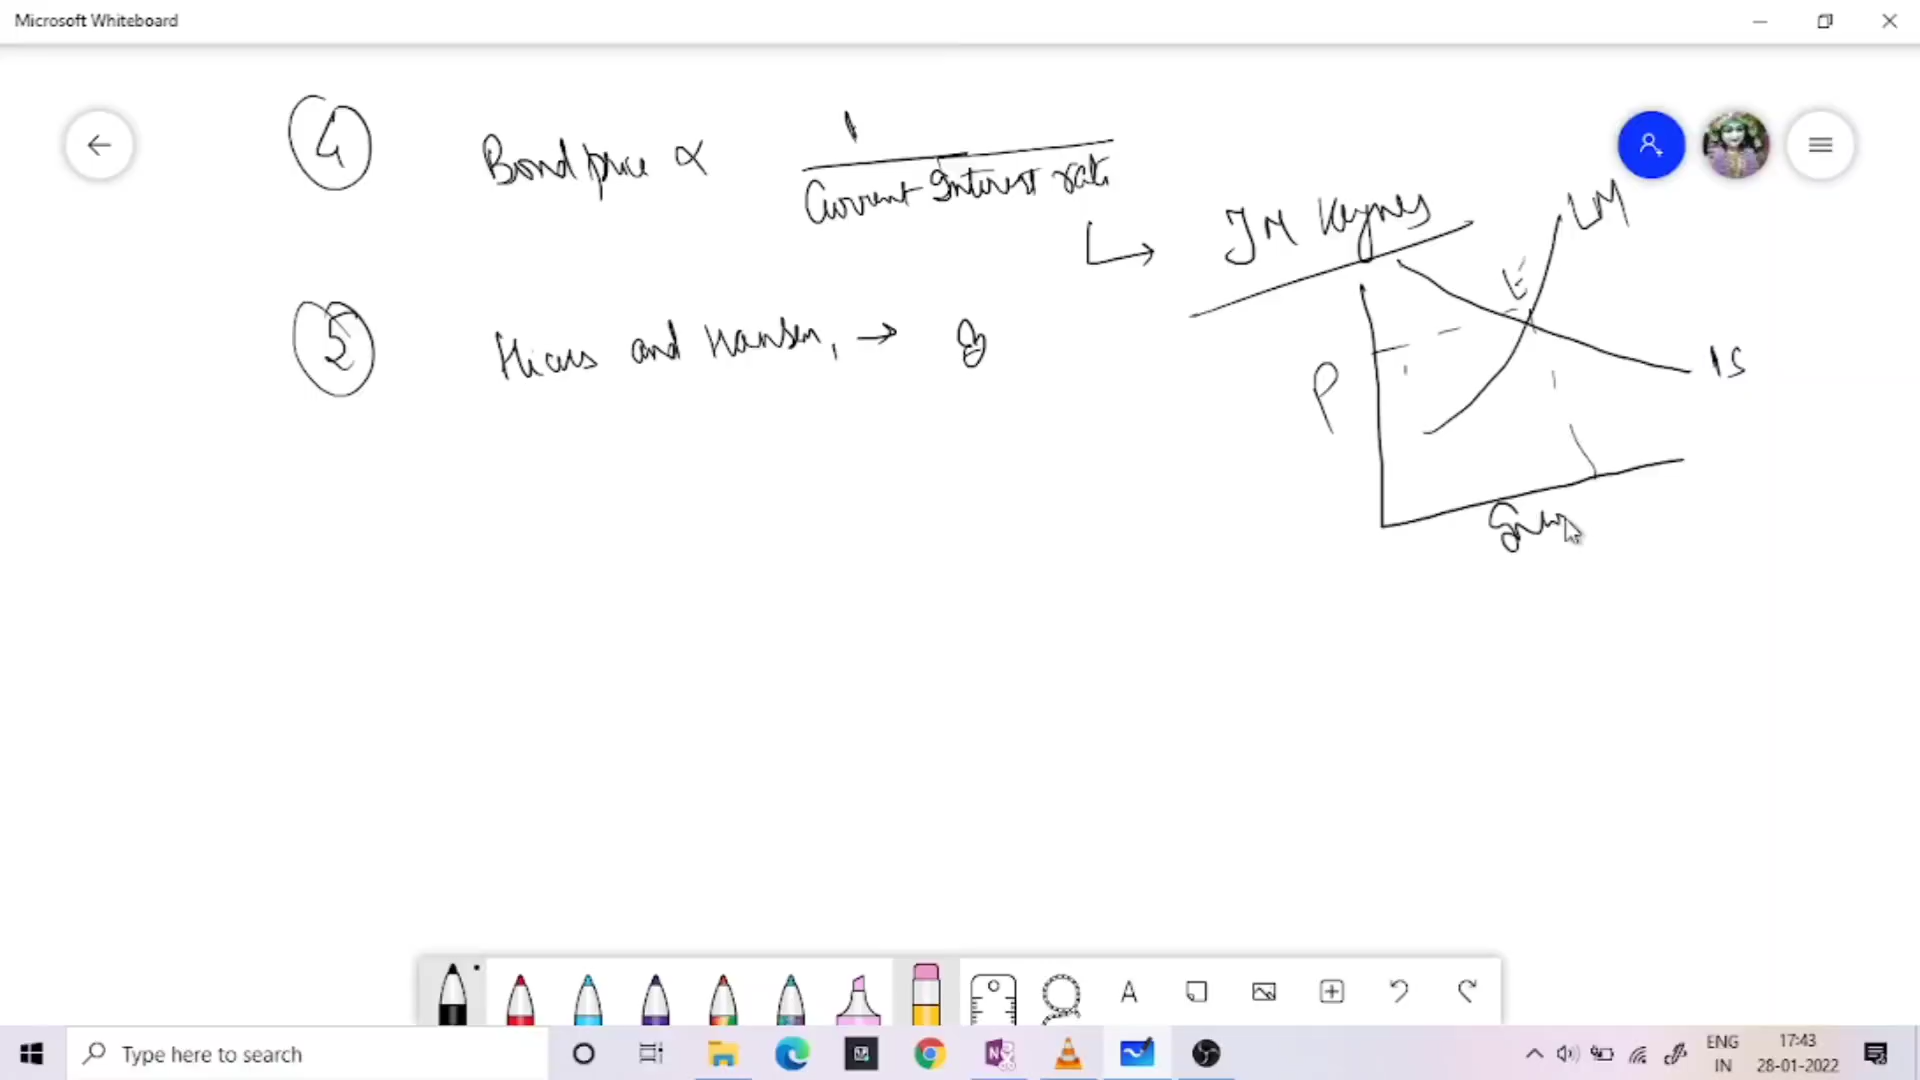 Microsoft Whiteboard
4 Bond price ∝ 1
Current Interest rate
JM Keynes
LM
E
5 Hicks and Hansen, →
IS
P
A
Type here to search
ENG
IN
17:43
28-01-2022